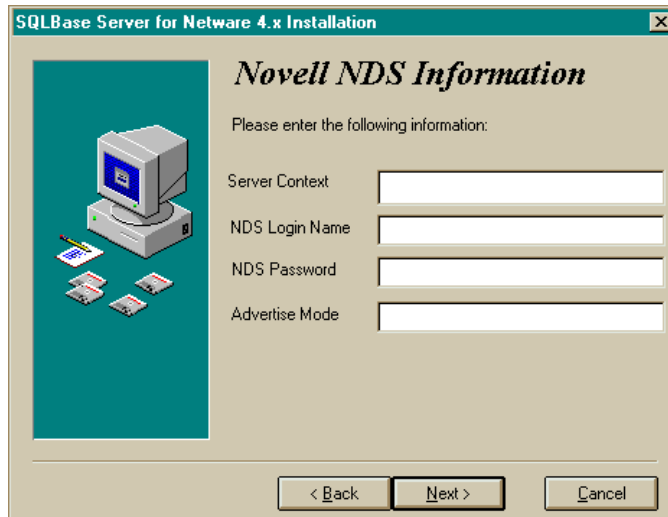 SQLBase Server for Netware 4.x Installation
Novell NDS Information
Please enter the following information:
Server Context
NDS Login Name
NDS Password
Advertise Mode
< Back Next > Cancel